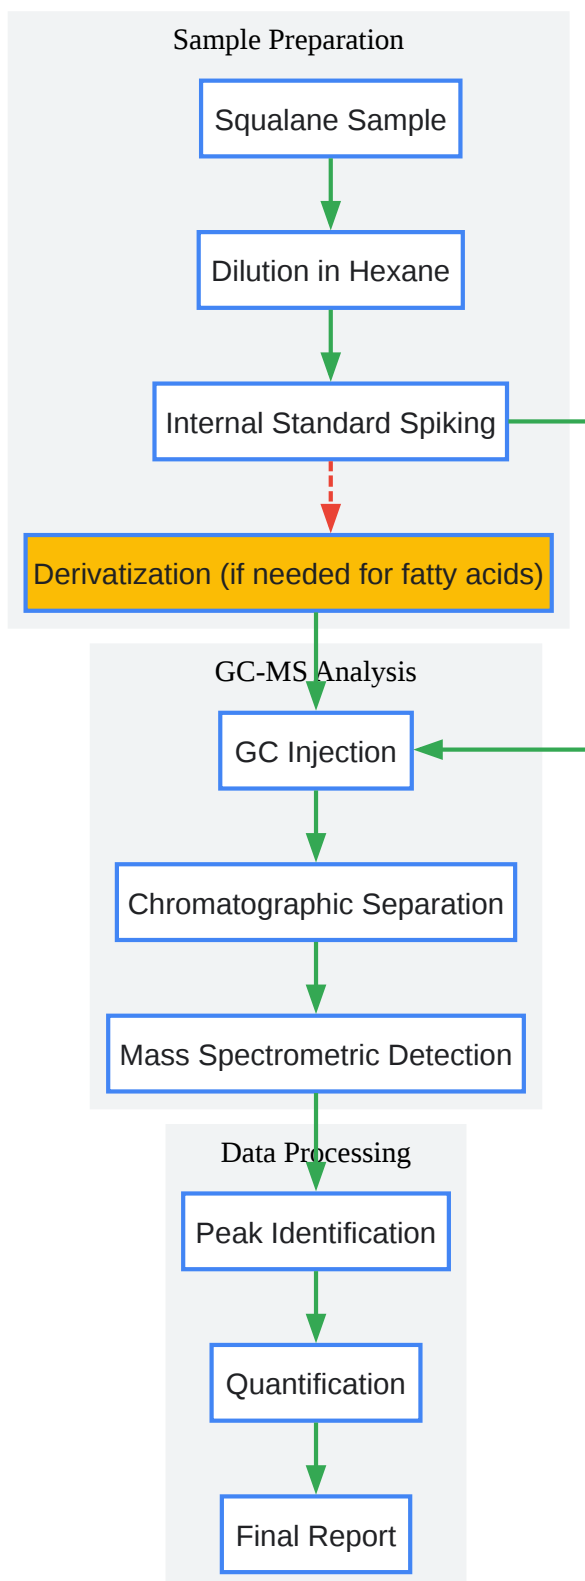 Sample Preparation
Squalane Sample
Dilution in Hexane
Internal Standard Spiking
Derivatization (if needed for fatty acids)
GC-MS Analysis
GC Injection
Chromatographic Separation
Mass Spectrometric Detection
Data Processing
Peak Identification
Quantification
Final Report